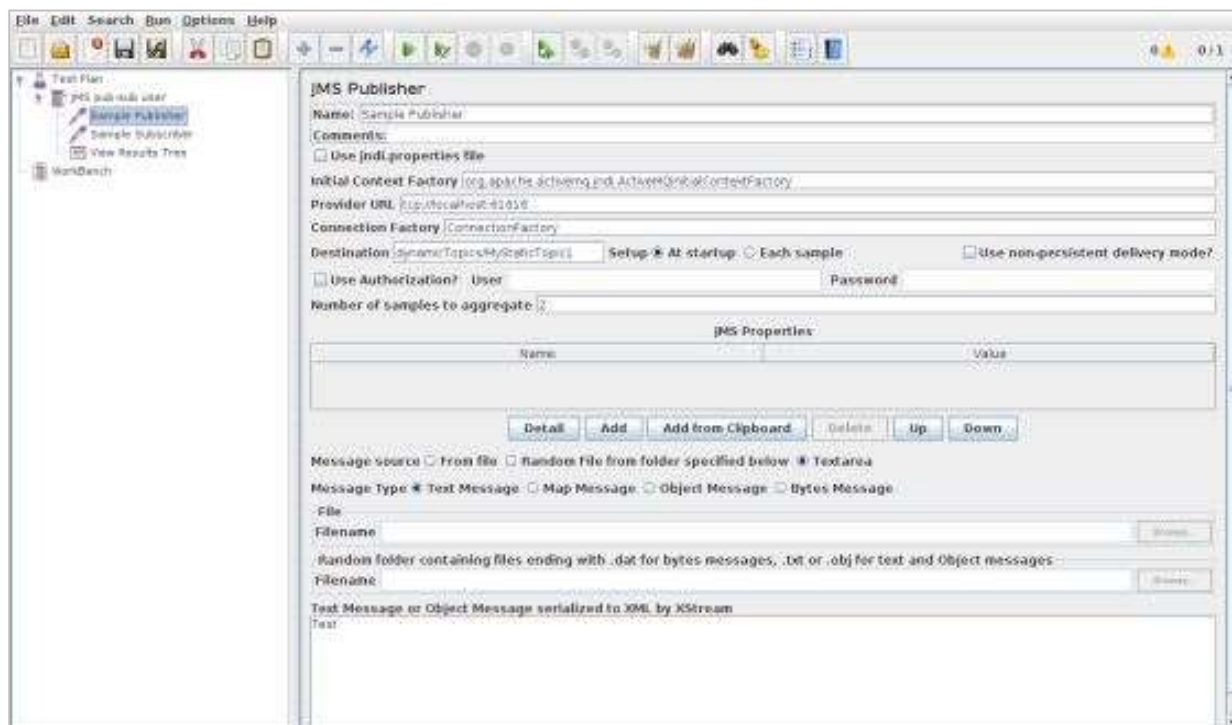 File Edit Search Run Options Help
0 0 / 1
Test Plan
JMS pub-sub user
Sample Publisher
Sample Subscriber
View Results Tree
WorkBench
JMS Publisher
Name: Sample Publisher
Comments:
Use jndi.properties file
Initial Context Factory org.apache.activemq.jndi.ActiveMQInitialContextFactory
Provider URL tcp://localhost:61616
Connection Factory ConnectionFactory
Destination dynamicTopics/MyStaticTopic1 Setup At startup Each sample Use non-persistent delivery mode?
Use Authorization? User Password
Number of samples to aggregate 2
JMS Properties
Name Value
Detail Add Add from Clipboard Delete Up Down
Message source From file Random File from folder specified below Textarea
Message Type Text Message Map Message Object Message Bytes Message
File
Filename Browse...
Random folder containing files ending with .dat for bytes messages, .txt or .obj for text and Object messages
Filename Browse...
Text Message or Object Message serialized to XML by XStream
Test